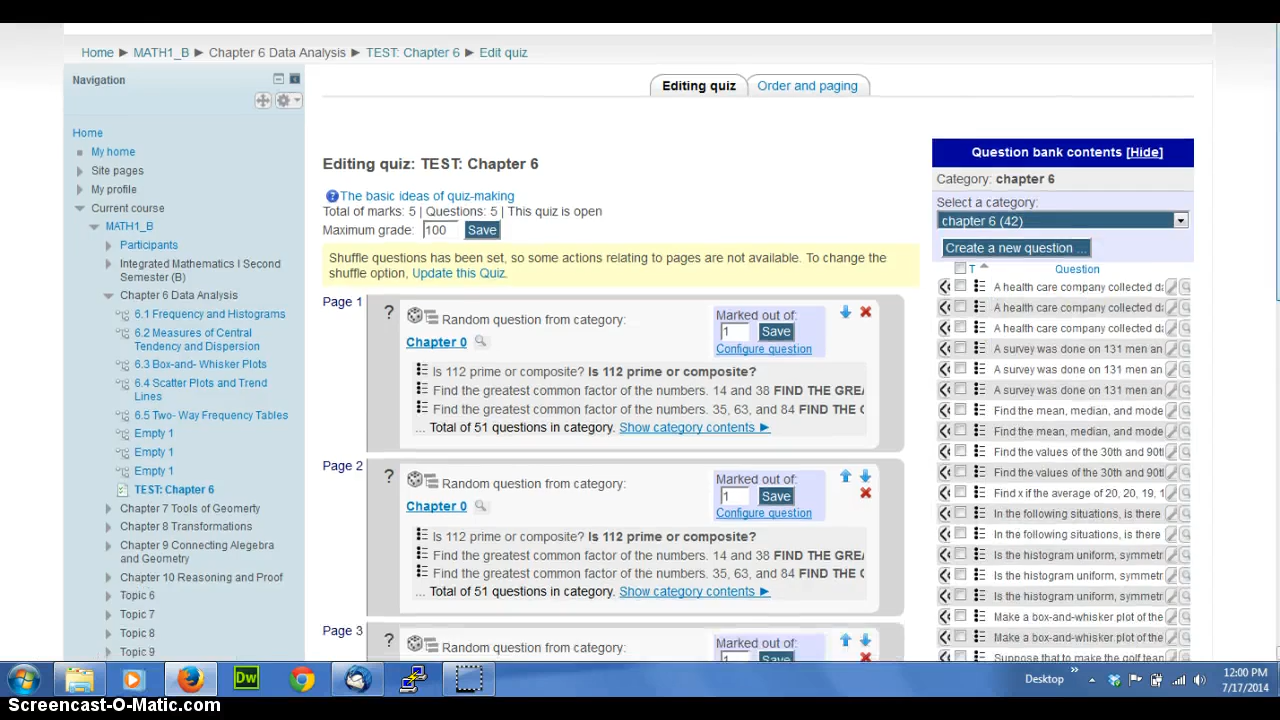 Home ► MATH1_B ► Chapter 6 Data Analysis ► TEST: Chapter 6 ► Edit quiz
Navigation
Home
My home
Site pages
My profile
Current course
MATH1_B
Participants
Integrated Mathematics I Second
Semester (B)
Chapter 6 Data Analysis
6.1 Frequency and Histograms
6.2 Measures of Central
Tendency and Dispersion
6.3 Box-and- Whisker Plots
6.4 Scatter Plots and Trend
Lines
6.5 Two- Way Frequency Tables
Empty 1
Empty 1
Empty 1
TEST: Chapter 6
Chapter 7 Tools of Geomerty
Chapter 8 Transformations
Chapter 9 Connecting Alegebra
and Geometry
Chapter 10 Reasoning and Proof
Topic 6
Topic 7
Topic 8
Topic 9
Editing quiz
Order and paging
Editing quiz: TEST: Chapter 6
The basic ideas of quiz-making
Total of marks: 5 | Questions: 5 | This quiz is open
Maximum grade: 100 Save
Shuffle questions has been set, so some actions relating to pages are not available. To change the
shuffle option, Update this Quiz.
Page 1
? Random question from category:
Marked out of:
1 Save
Chapter 0
Configure question
Is 112 prime or composite? Is 112 prime or composite?
Find the greatest common factor of the numbers. 14 and 38 FIND THE GREA
Find the greatest common factor of the numbers. 35, 63, and 84 FIND THE G
... Total of 51 questions in category. Show category contents ►
Page 2
? Random question from category:
Marked out of:
1 Save
Chapter 0
Configure question
Is 112 prime or composite? Is 112 prime or composite?
Find the greatest common factor of the numbers. 14 and 38 FIND THE GREA
Find the greatest common factor of the numbers. 35, 63, and 84 FIND THE G
... Total of 51 questions in category. Show category contents ►
Page 3
? Random question from category:
Marked out of:
1 Save
Question bank contents [Hide]
Category: chapter 6
Select a category:
chapter 6 (42)
Create a new question ...
T Question
A health care company collected da
A health care company collected da
A health care company collected da
A survey was done on 131 men an
A survey was done on 131 men an
A survey was done on 131 men an
Find the mean, median, and mode
Find the mean, median, and mode
Find the values of the 30th and 90th
Find the values of the 30th and 90th
Find x if the average of 20, 20, 19, 1
In the following situations, is there
In the following situations, is there
Is the histogram uniform, symmetr
Is the histogram uniform, symmetr
Is the histogram uniform, symmetr
Make a box-and-whisker plot of the
Make a box-and-whisker plot of the
Suppose that to make the golf team
Dw
Desktop
12:00 PM
7/17/2014
Screencast-O-Matic.com